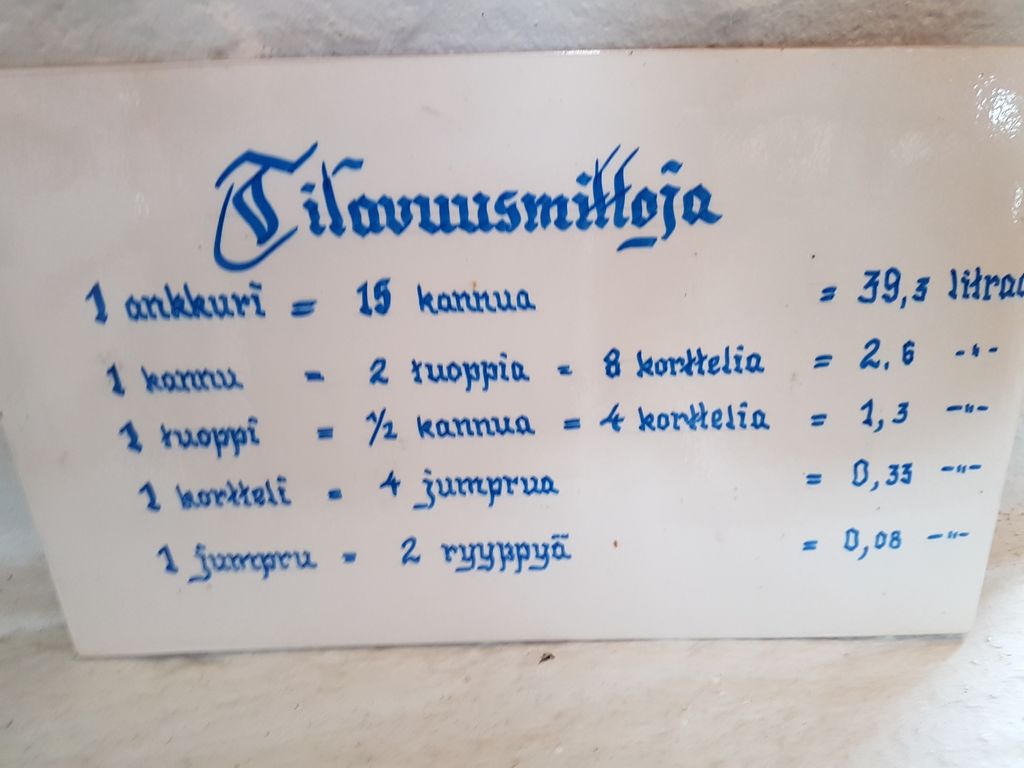 Tilavuusmittoja
1 ankkuri = 15 kannua = 39,3 litraa
1 kannu = 2 tuoppia = 8 korttelia = 2.6 -"-
1 tuoppi = 1/2 kannua = 4 korttelia = 1,3 -"-
1 kortteli = 4 jumprua = 0,33 -"-
1 jumpru = 2 ryyppyä = 0,08 -"-